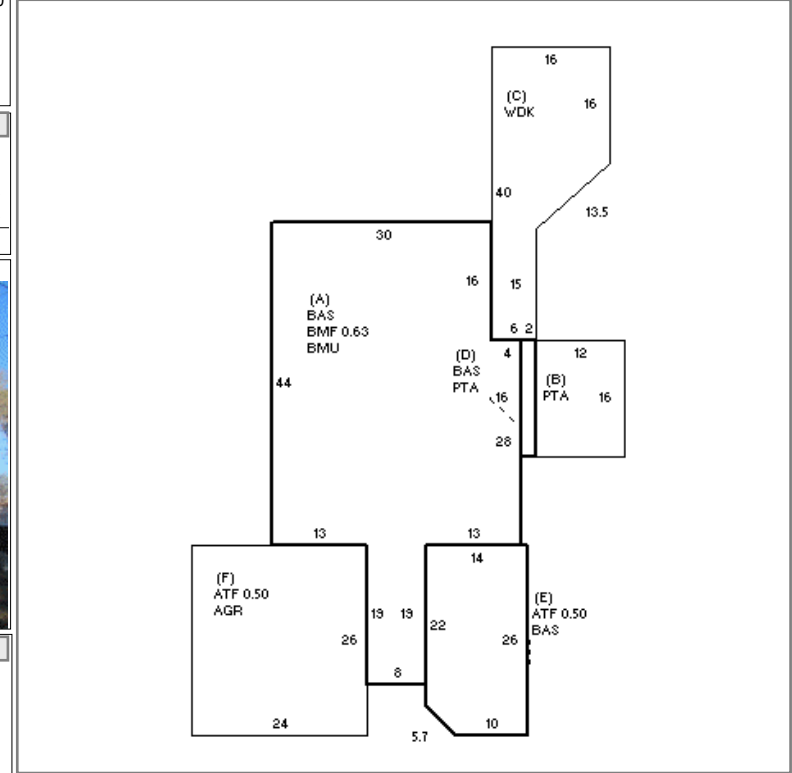 16
(C)
WDK
16
40
13.5
30
16
15
(A)
BAS
BMF 0.63
BMU
6 2
(D)
BAS
PTA
4
12
(B)
PTA
16
16
44
28
13
13
14
(F)
ATF 0.50
AGR
(E)
ATF 0.50
BAS
19
19
22
26
26
8
24
10
5.7